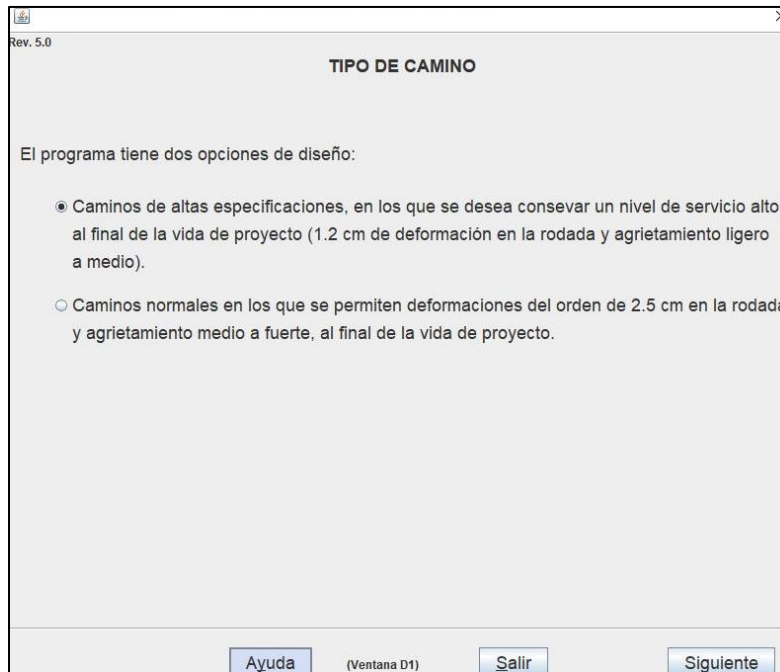 Rev. 5.0
TIPO DE CAMINO
El programa tiene dos opciones de diseño:
Caminos de altas especificaciones, en los que se desea consevar un nivel de servicio alto
al final de la vida de proyecto (1.2 cm de deformación en la rodada y agrietamiento ligero
a medio).
Caminos normales en los que se permiten deformaciones del orden de 2.5 cm en la rodada
y agrietamiento medio a fuerte, al final de la vida de proyecto.
Ayuda (Ventana D1) Salir Siguiente